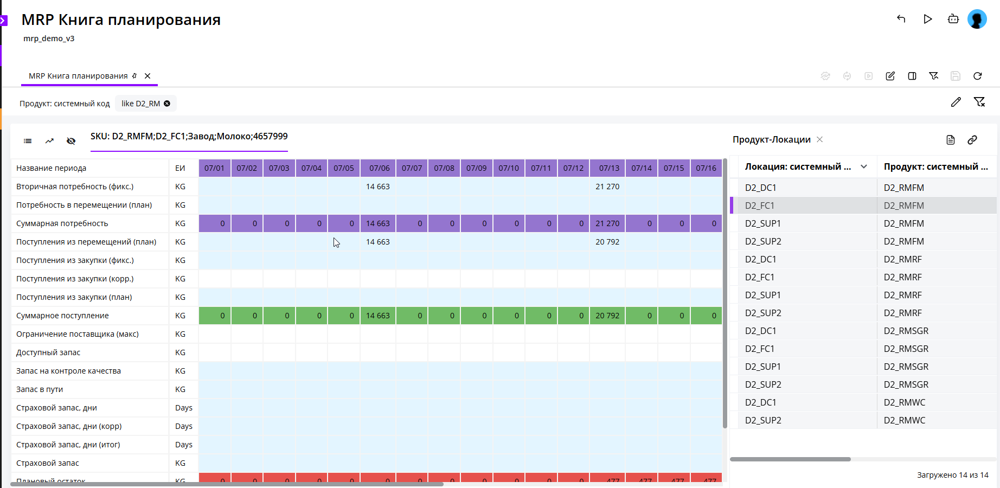 MRP Книга планирования
mrp_demo_v3
MRP Книга планирования
Продукт: системный код like D2_RM
SKU: D2_RMFM;D2_FC1;Завод;Молоко;4657999
Название периода ЕИ 07/01 07/02 07/03 07/04 07/05 07/06 07/07 07/08 07/09 07/10 07/11 07/12 07/13 07/14 07/15 07/16
Вторичная потребность (фикс.) KG 14 663 21 270
Потребность в перемещении (план) KG
Суммарная потребность KG 0 0 0 0 0 14 663 0 0 0 0 0 0 21 270 0 0 0
Поступления из перемещений (план) KG 14 663 20 792
Поступления из закупки (фикс.) KG
Поступления из закупки (корр.) KG
Поступления из закупки (план) KG
Суммарное поступление KG 0 0 0 0 0 14 663 0 0 0 0 0 0 20 792 0 0 0
Ограничение поставщика (макс) KG
Доступный запас KG
Запас на контроле качества KG
Запас в пути KG
Страховой запас, дни Days
Страховой запас, дни (корр) Days
Страховой запас, дни (итог) Days
Страховой запас KG
Плановый остаток KG 0 0 0 0 0 0 0 0 0 0 0 0 -477 -477 -477 -477
Продукт-Локации
Локация: системный ... Продукт: системный ...
D2_DC1 D2_RMFM
D2_FC1 D2_RMFM
D2_SUP1 D2_RMFM
D2_SUP2 D2_RMFM
D2_DC1 D2_RMRF
D2_FC1 D2_RMRF
D2_SUP1 D2_RMRF
D2_SUP2 D2_RMRF
D2_DC1 D2_RMSGR
D2_FC1 D2_RMSGR
D2_SUP1 D2_RMSGR
D2_SUP2 D2_RMSGR
D2_DC1 D2_RMWC
D2_SUP2 D2_RMWC
Загружено 14 из 14